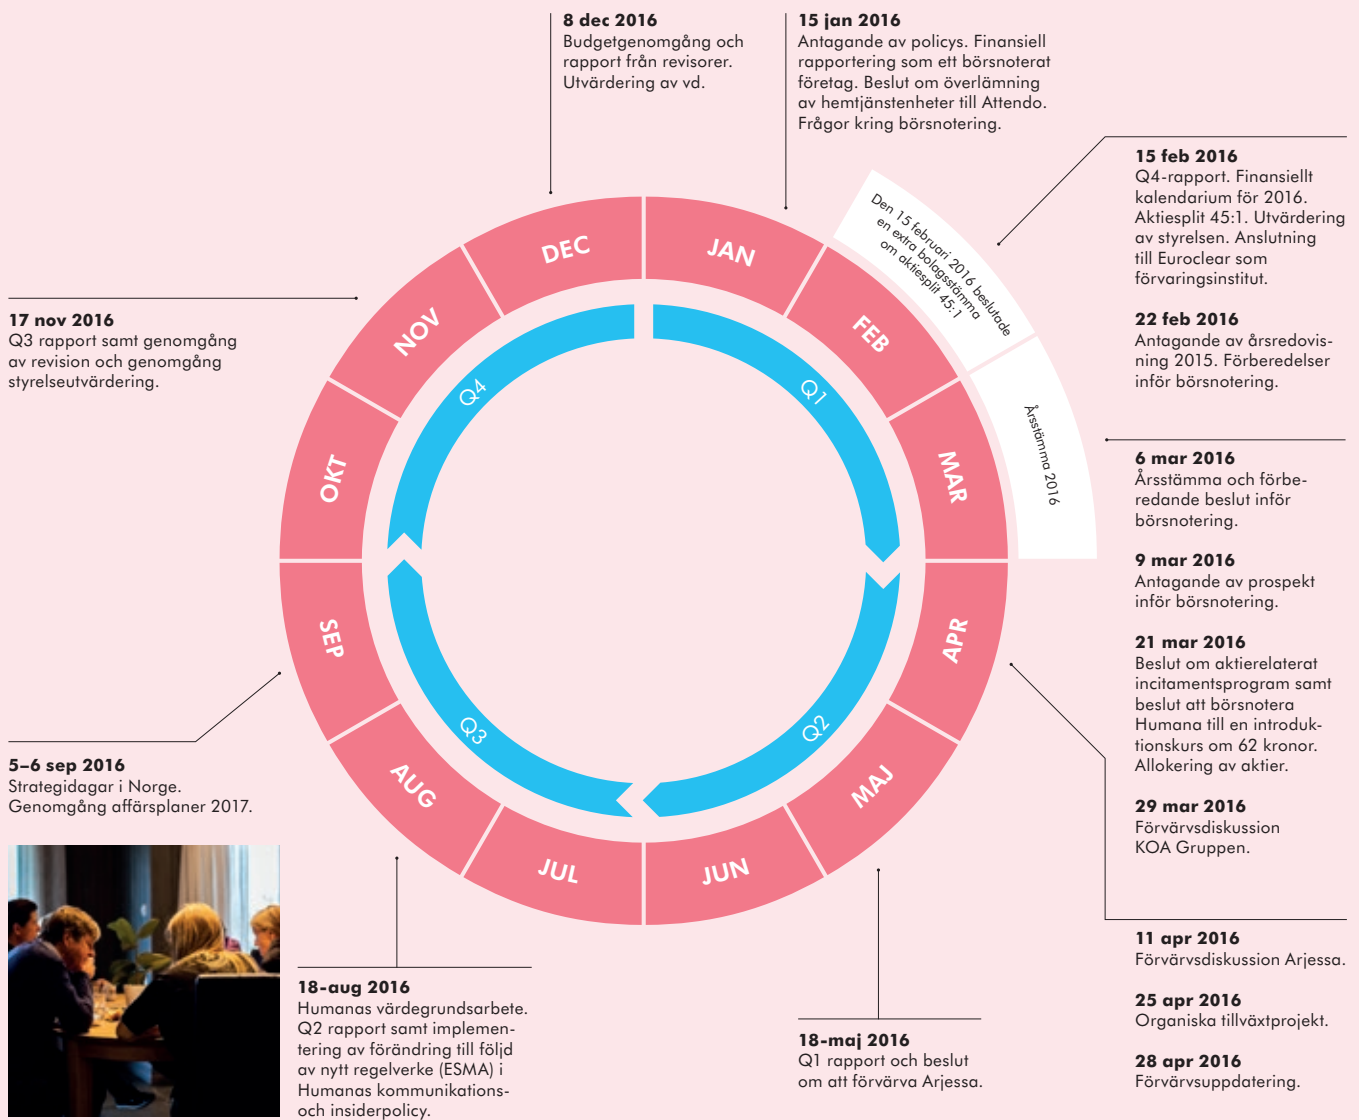 8 dec 2016
Budgetgenomgång och
rapport från revisorer.
Utvärdering av vd.
15 jan 2016
Antagande av policys. Finansiell
rapportering som ett börsnoterat
företag. Beslut om överlämning
av hemtjänstenheter till Attendo.
Frågor kring börsnotering.
15 feb 2016
Q4-rapport. Finansiellt
kalendarium för 2016.
Aktiesplit 45:1. Utvärdering
av styrelsen. Anslutning
till Euroclear som
förvaringsinstitut.
22 feb 2016
Antagande av årsredovis-
ning 2015. Förberedelser
inför börsnotering.
6 mar 2016
Årsstämma och förbe-
redande beslut inför
börsnotering.
9 mar 2016
Antagande av prospekt
inför börsnotering.
21 mar 2016
Beslut om aktierelaterat
incitamentsprogram samt
beslut att börsnotera
Humana till en introduk-
tionskurs om 62 kronor.
Allokering av aktier.
29 mar 2016
Förvärvsdiskussion
KOA Gruppen.
11 apr 2016
Förvärvsdiskussion Arjessa.
25 apr 2016
Organiska tillväxtprojekt.
28 apr 2016
Förvärvsuppdatering.
18-maj 2016
Q1 rapport och beslut
om att förvärva Arjessa.
18-aug 2016
Humanas värdegrundsarbete.
Q2 rapport samt implemen-
tering av förändring till följd
av nytt regelverke (ESMA) i
Humanas kommunikations-
och insiderpolicy.
5–6 sep 2016
Strategidagar i Norge.
Genomgång affärsplaner 2017.
17 nov 2016
Q3 rapport samt genomgång
av revision och genomgång
styrelseutvärdering.
Den 15 februari 2016 beslutade
en extra bolagsstämma
om aktiesplit 45:1
Årsstämma 2016
JAN
FEB
MAR
APR
MAJ
JUN
JUL
AUG
SEP
OKT
NOV
DEC
Q1
Q2
Q3
Q4